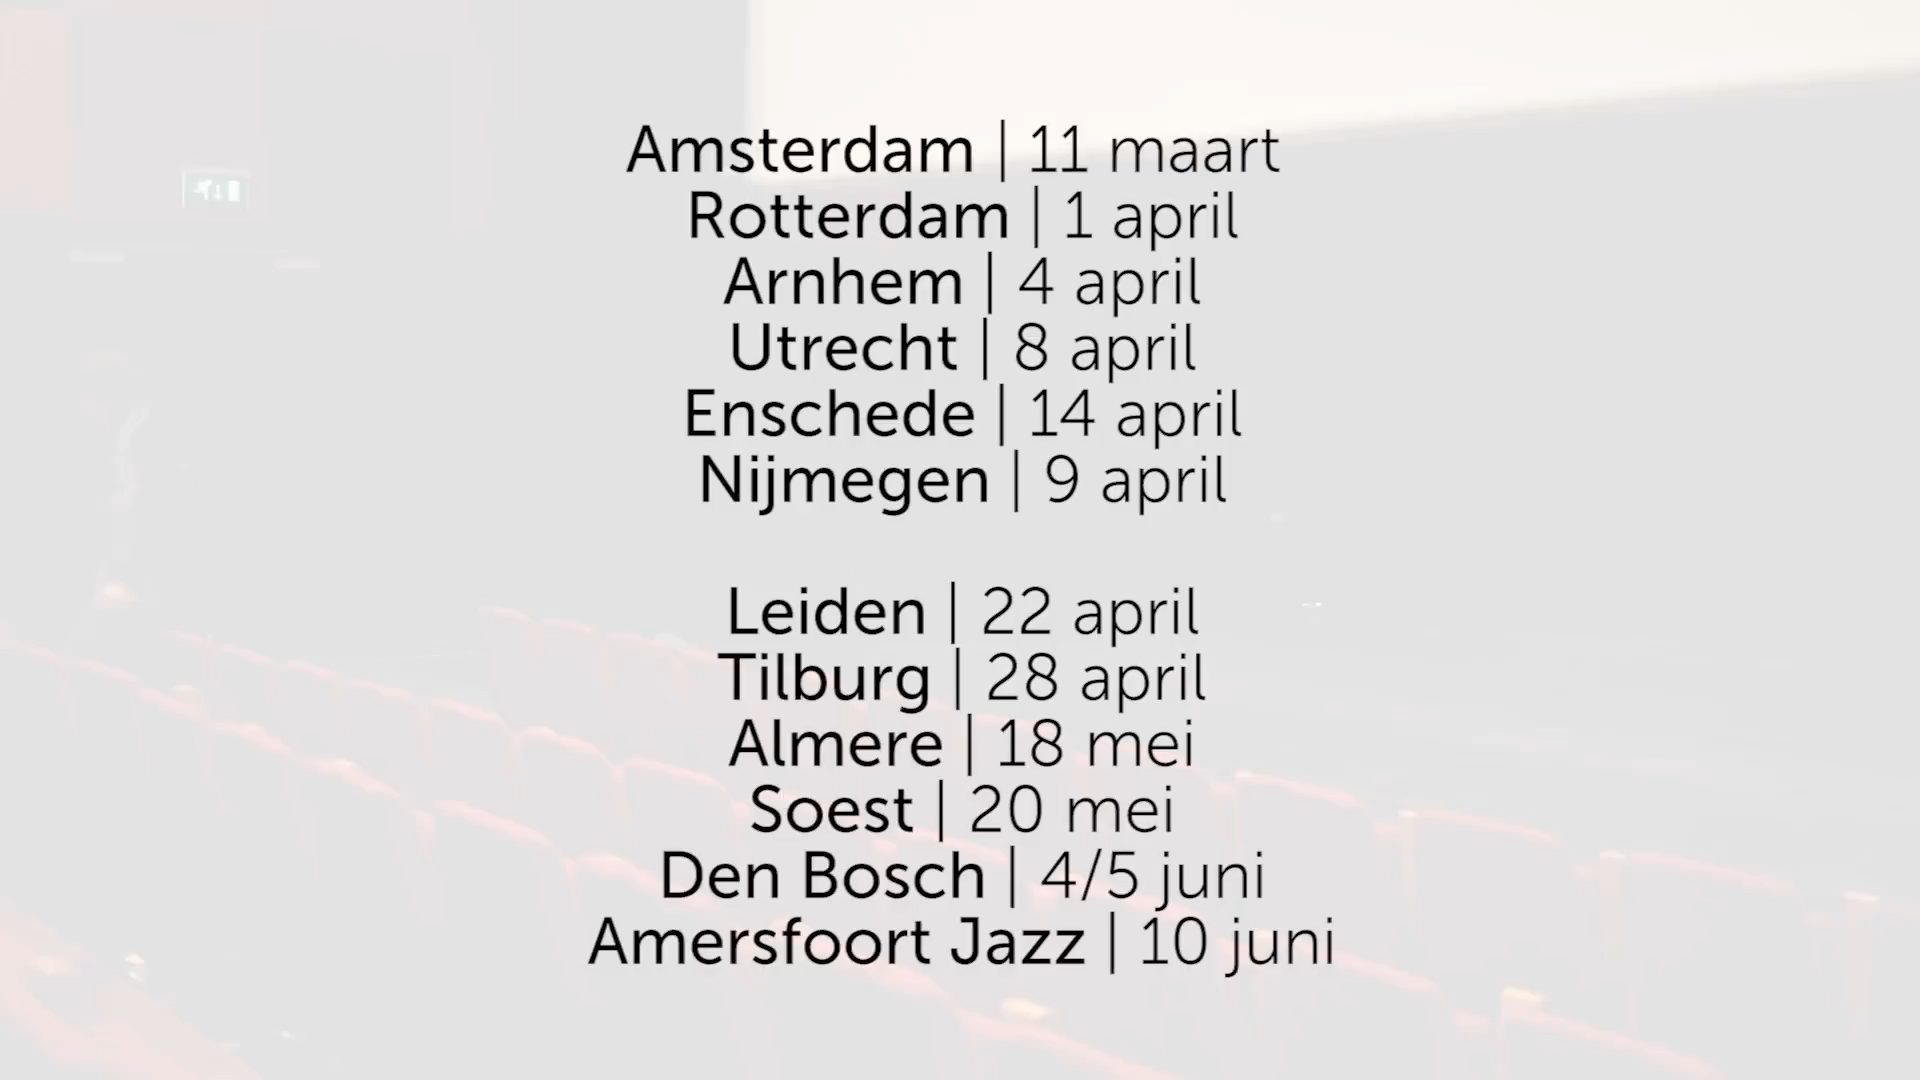 Amsterdam | 11 maart
Rotterdam | 1 april
Arnhem | 4 april
Utrecht | 8 april
Enschede | 14 april
Nijmegen | 9 april
Leiden | 22 april
Tilburg | 28 april
Almere | 18 mei
Soest | 20 mei
Den Bosch | 4/5 juni
Amersfoort Jazz | 10 juni